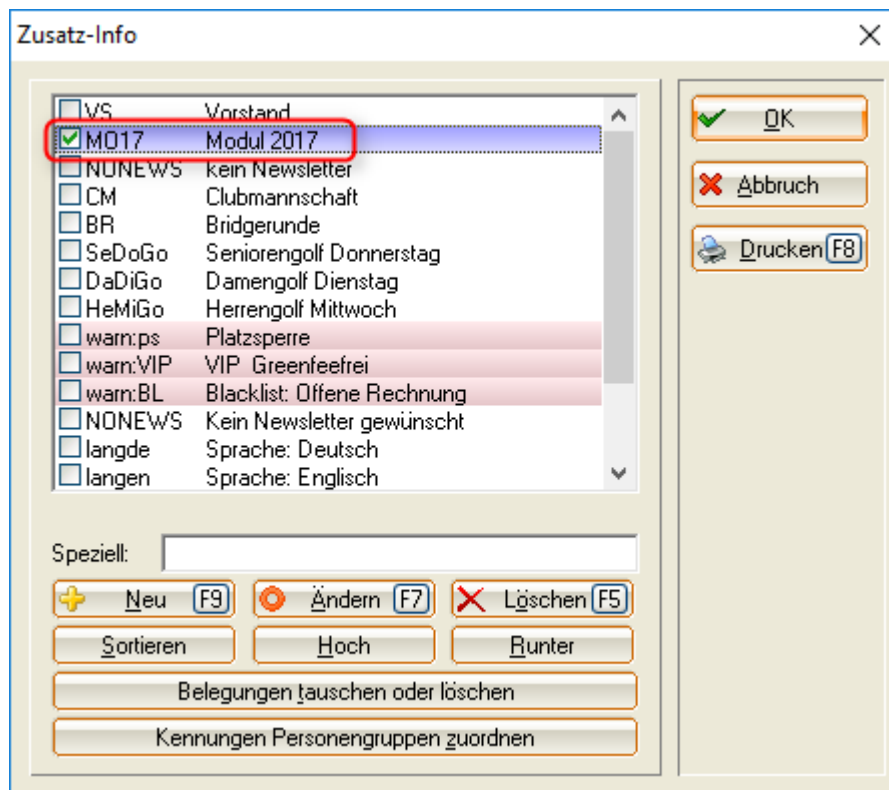 Zusatz-Info
VS Vorstand
MO17 Modul 2017
NONEWS kein Newsletter
CM Clubmannschaft
BR Bridgerunde
SeDoGo Seniorengolf Donnerstag
DaDiGo Damengolf Dienstag
HeMiGo Herrengolf Mittwoch
warn:ps Platzsperre
warn:VIP VIP Greenfeefrei
warn:BL Blacklist: Offene Rechnung
NONEWS Kein Newsletter gewünscht
langde Sprache: Deutsch
langen Sprache: Englisch
Speziell:
Neu F9 Ändern F7 Löschen F5
Sortieren Hoch Runter
Belegungen tauschen oder löschen
Kennungen Personengruppen zuordnen
OK
Abbruch
Drucken F8